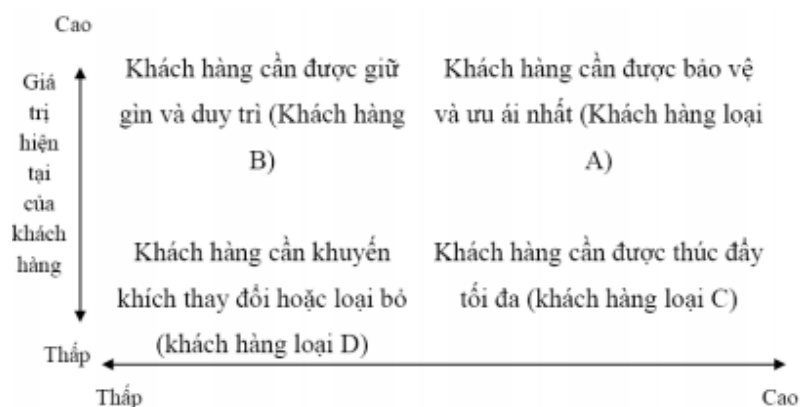 Cao
Giá
trị
hiện
tại
của
khách
hàng
Khách hàng cần được giữ
gìn và duy trì (Khách hàng
B)
Khách hàng cần được bảo vệ
và ưu ái nhất (Khách hàng loại
A)
Khách hàng cần khuyến
khích thay đổi hoặc loại bỏ
(khách hàng loại D)
Khách hàng cần được thúc đẩy
tối đa (khách hàng loại C)
Thấp
Thấp
Cao